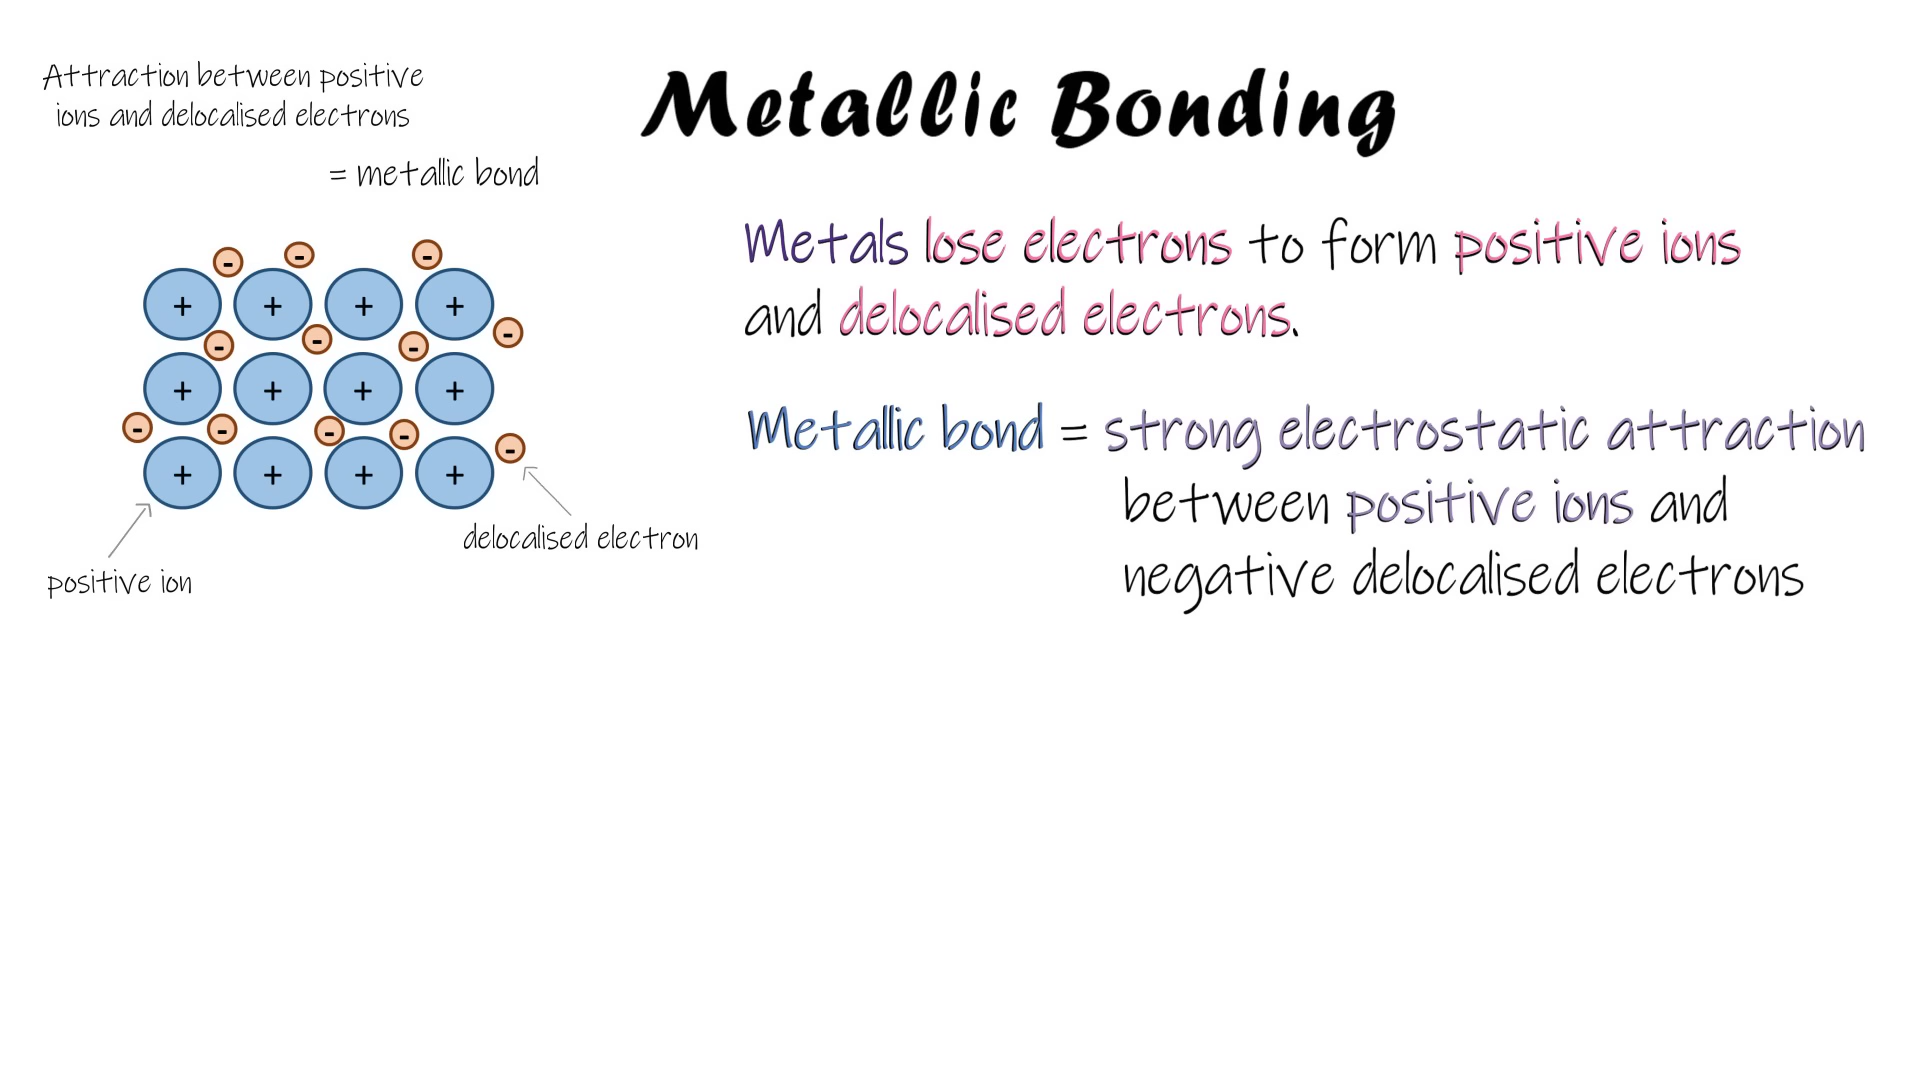 Metallic Bonding
Attraction between positive
ions and delocalised electrons
= metallic bond
- - -
+ + + +
- - - -
+ + + +
- - - - -
+ + + +
delocalised electron
positive ion
Metals lose electrons to form positive ions
and delocalised electrons.
Metallic bond = strong electrostatic attraction
between positive ions and
negative delocalised electrons